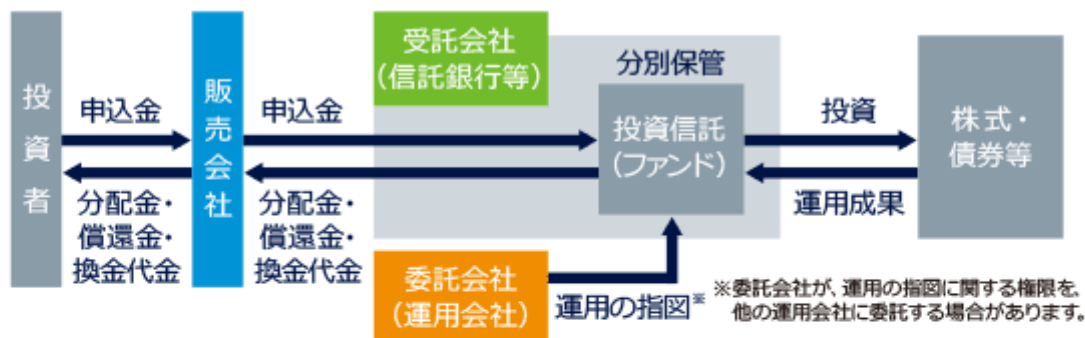 投資者
申込金
分配金・
償還金・
換金代金
販売会社
申込金
分配金・
償還金・
換金代金
受託会社
(信託銀行等)
分別保管
投資信託
(ファンド)
委託会社
(運用会社)
運用の指図※
投資
運用成果
株式・
債券等
※委託会社が、運用の指図に関する権限を、
他の運用会社に委託する場合があります。